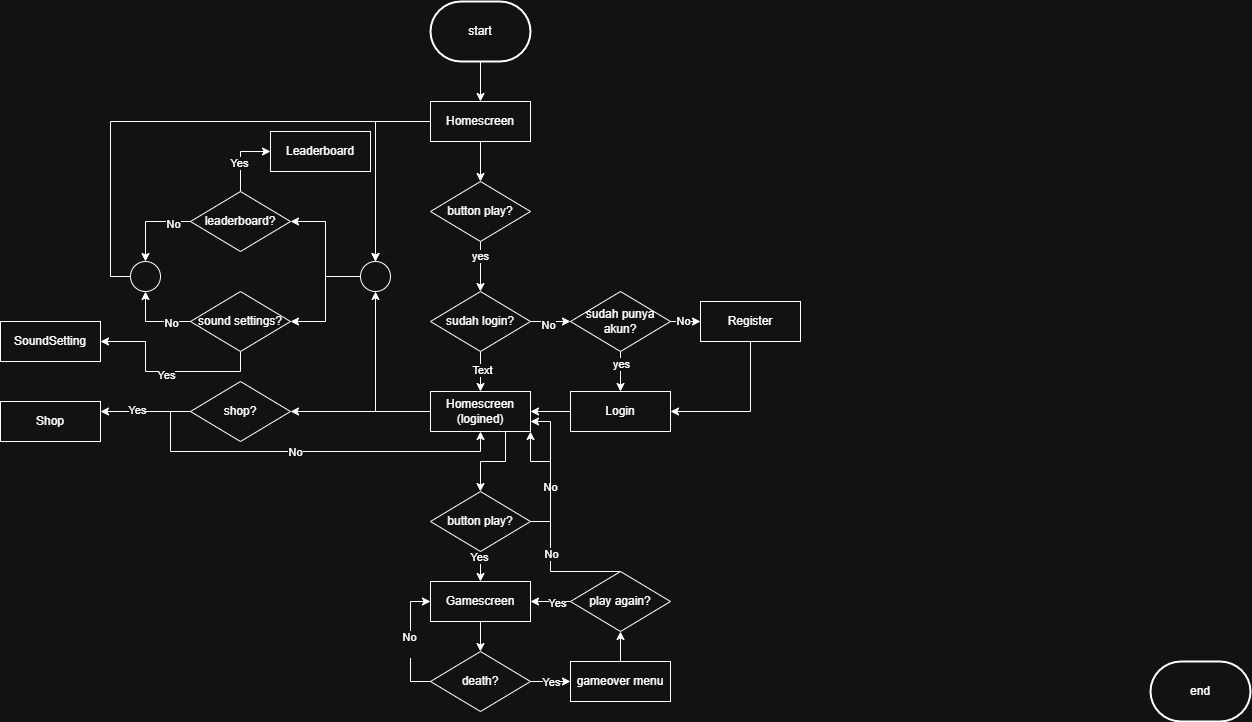 start
Homescreen
Leaderboard
Yes
leaderboard?
No
button play?
yes
sound settings?
No
SoundSetting
Yes
sudah login?
No
sudah punya
akun?
No
Register
Text
yes
Shop
Yes
shop?
No
Homescreen
(logined)
Login
No
button play?
Yes
No
Gamescreen
Yes
play again?
No
death?
Yes
gameover menu
end